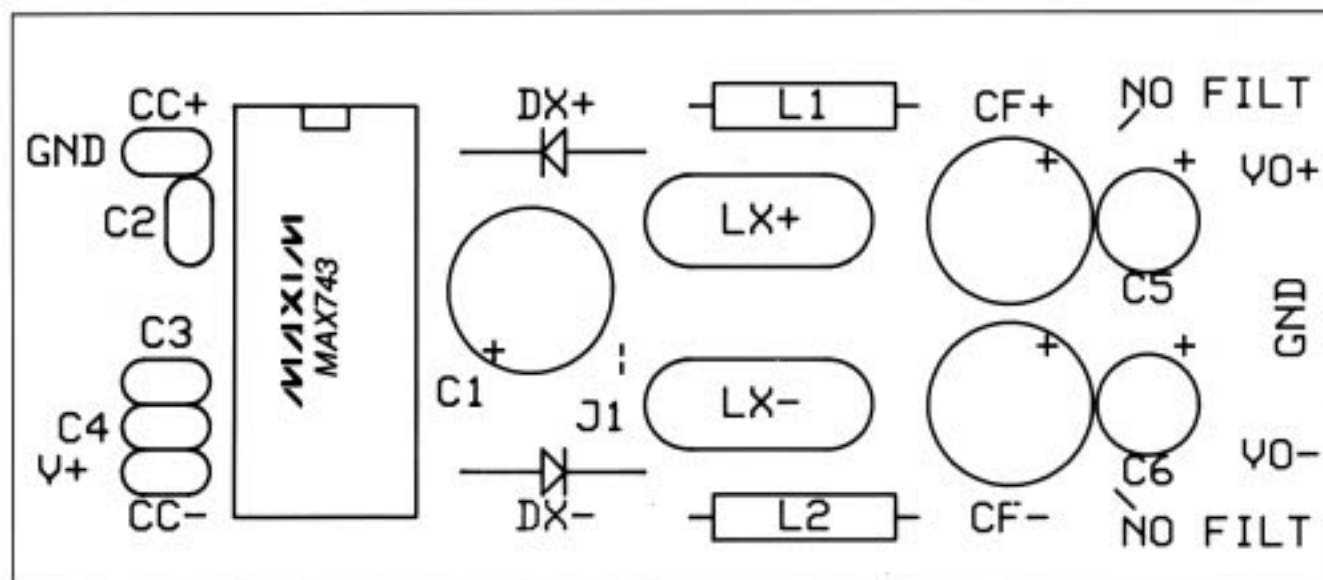 CC+
GND
C2
C3
C4
V+
CC-
MAXIM
MAX743
DX+
C1
J1
DX-
L1
LX+
LX-
L2
CF+
NO FILT
VO+
C5
GND
VO-
C6
CF-
NO FILT